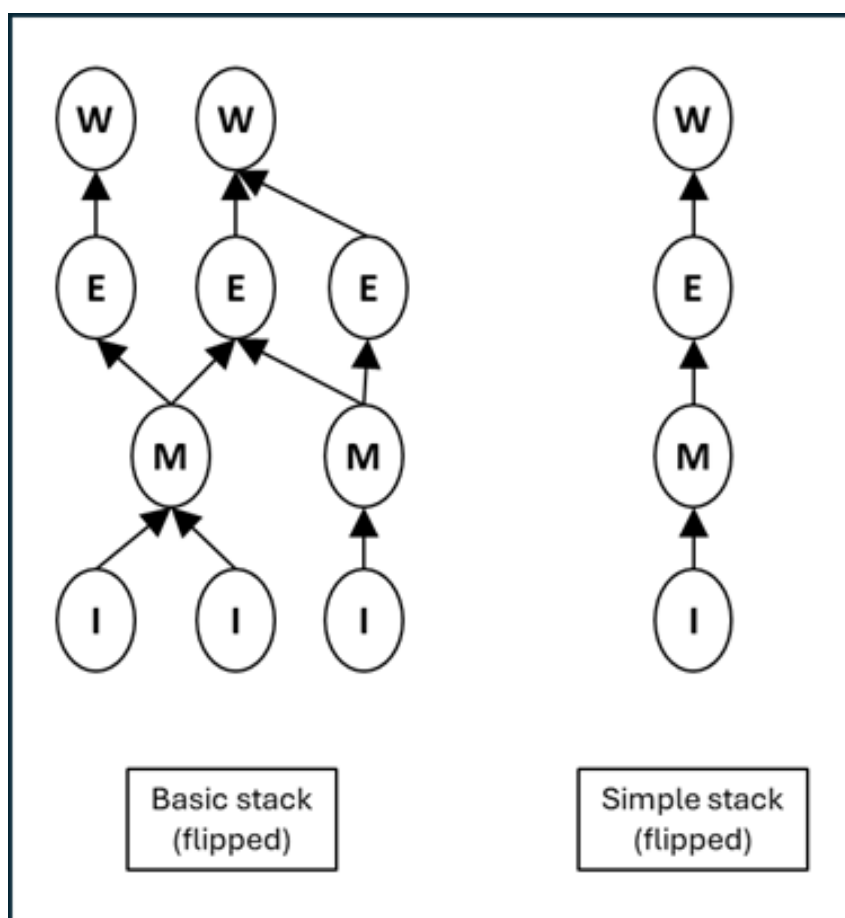 W W W
E E E E
M M M
I I I I
Basic stack
(flipped)
Simple stack
(flipped)